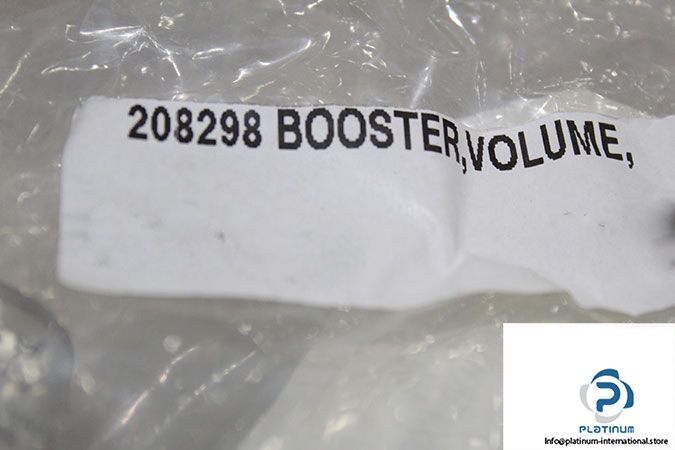 208298 BOOSTER,VOLUME,
PLATINUM
Info@platinum-international.store